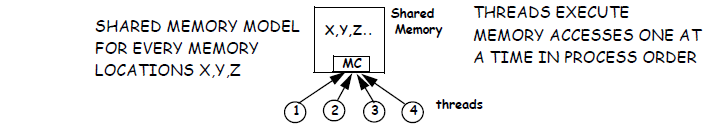 SHARED MEMORY MODEL
FOR EVERY MEMORY
LOCATIONS X,Y,Z
X,Y,Z..
MC
Shared
Memory
1 2 3 4 threads
THREADS EXECUTE
MEMORY ACCESSES ONE AT
A TIME IN PROCESS ORDER